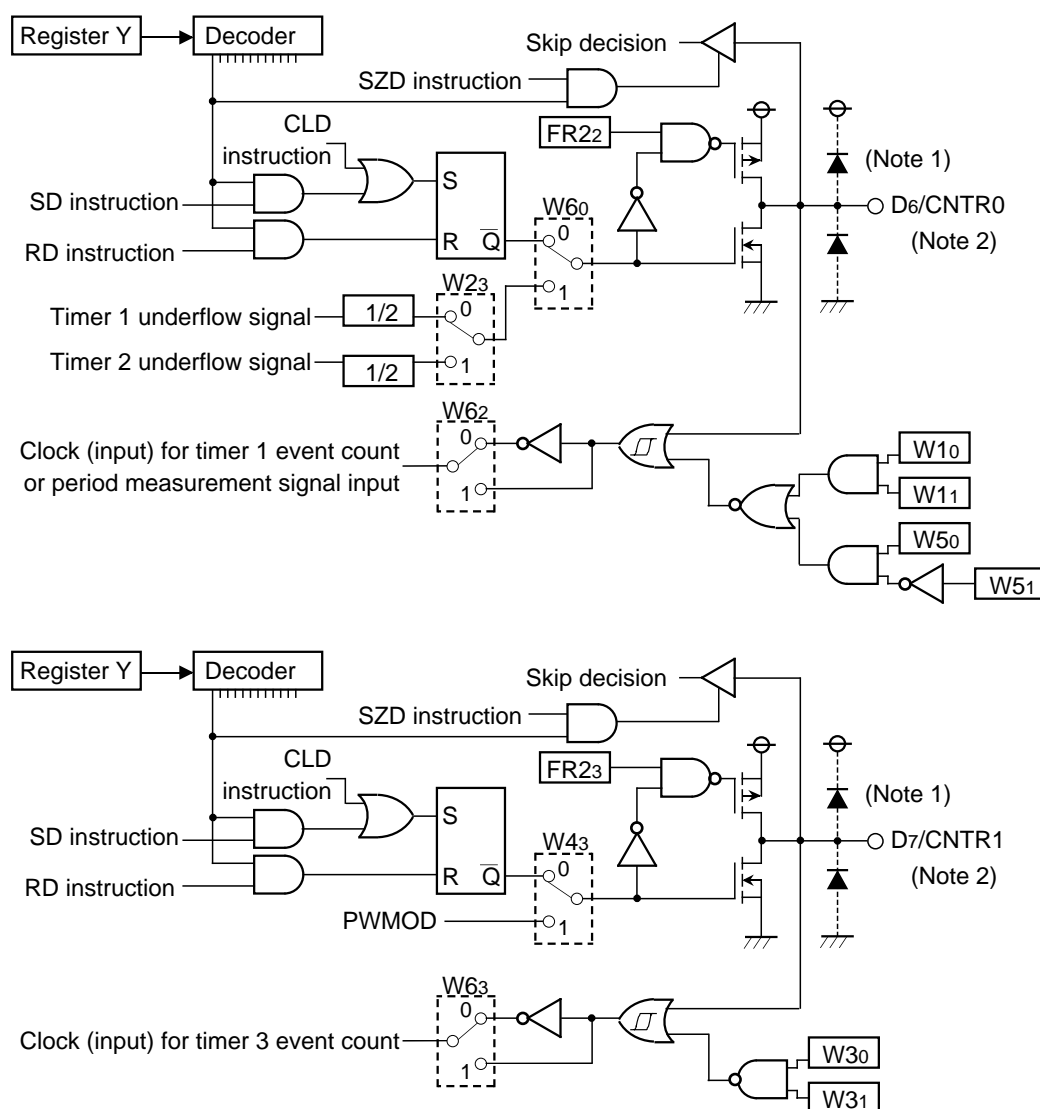 Register Y
Decoder
Skip decision
SZD instruction
CLD
instruction
FR22
(Note 1)
SD instruction
S
W60
D6/CNTR0
RD instruction
R
Q
0
(Note 2)
W23
1
Timer 1 underflow signal
1/2
0
Timer 2 underflow signal
1/2
1
W62
Clock (input) for timer 1 event count
or period measurement signal input
0
1
W10
W11
W50
W51
Register Y
Decoder
Skip decision
SZD instruction
CLD
instruction
FR23
(Note 1)
SD instruction
S
W43
D7/CNTR1
RD instruction
R
Q
0
(Note 2)
PWMOD
1
W63
Clock (input) for timer 3 event count
0
1
W30
W31